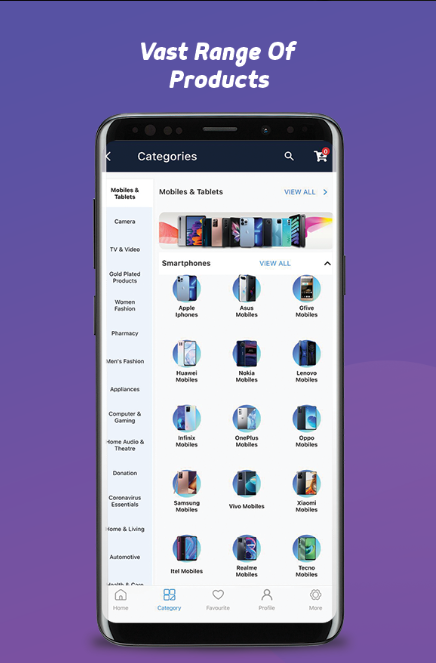 Vast Range Of
Products
Categories
0
Mobiles &
Tablets
Camera
TV & Video
Gold Plated
Products
Women
Fashion
Pharmacy
Men's Fashion
Appliances
Computer &
Gaming
Home Audio &
Theatre
Donation
Coronavirus
Essentials
Home & Living
Automotive
Health & Care
Mobiles & Tablets
VIEW ALL
Smartphones
VIEW ALL
Apple
Iphones
Asus
Mobiles
Gfive
Mobiles
Huawei
Mobiles
Nokia
Mobiles
Lenovo
Mobiles
Infinix
Mobiles
OnePlus
Mobiles
Oppo
Mobiles
Samsung
Mobiles
Vivo Mobiles
Xiaomi
Mobiles
Itel Mobiles
Realme
Mobiles
Tecno
Mobiles
Home
Category
Favourite
Profile
More